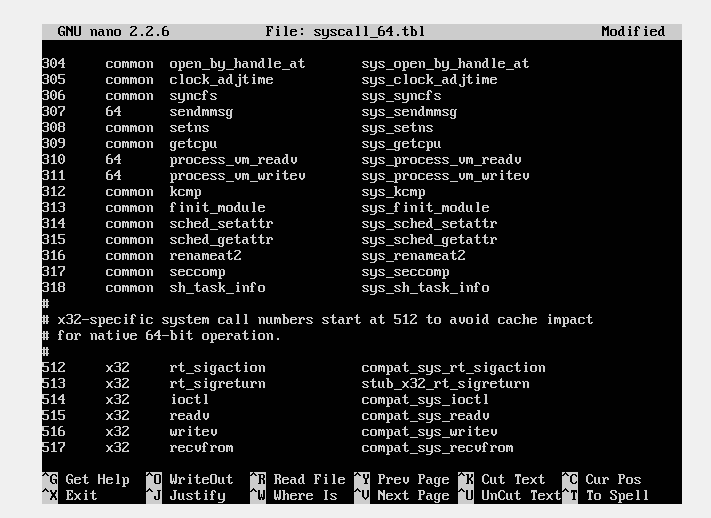 GNU nano 2.2.6 File: syscall_64.tbl Modified
304 common open_by_handle_at sys_open_by_handle_at
305 common clock_adjtime sys_clock_adjtime
306 common syncfs sys_syncfs
307 64 sendmmsg sys_sendmmsg
308 common setns sys_setns
309 common getcpu sys_getcpu
310 64 process_vm_readv sys_process_vm_readv
311 64 process_vm_writev sys_process_vm_writev
312 common kcmp sys_kcmp
313 common finit_module sys_finit_module
314 common sched_setattr sys_sched_setattr
315 common sched_getattr sys_sched_getattr
316 common renameat2 sys_renameat2
317 common seccomp sys_seccomp
318 common sh_task_info sys_sh_task_info
#
# x32-specific system call numbers start at 512 to avoid cache impact
# for native 64-bit operation.
#
512 x32 rt_sigaction compat_sys_rt_sigaction
513 x32 rt_sigreturn stub_x32_rt_sigreturn
514 x32 ioctl compat_sys_ioctl
515 x32 readv compat_sys_readv
516 x32 writev compat_sys_writev
517 x32 recvfrom compat_sys_recvfrom
^G Get Help ^O WriteOut ^R Read File ^Y Prev Page ^K Cut Text ^C Cur Pos
^X Exit ^J Justify ^W Where Is ^V Next Page ^U UnCut Text ^T To Spell